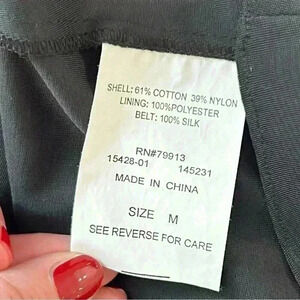 SHELL: 61% COTTON 39% NYLON
LINING: 100%POLYESTER
BELT: 100% SILK
RN#79913
15428-01 145231
MADE IN CHINA
SIZE M
SEE REVERSE FOR CARE